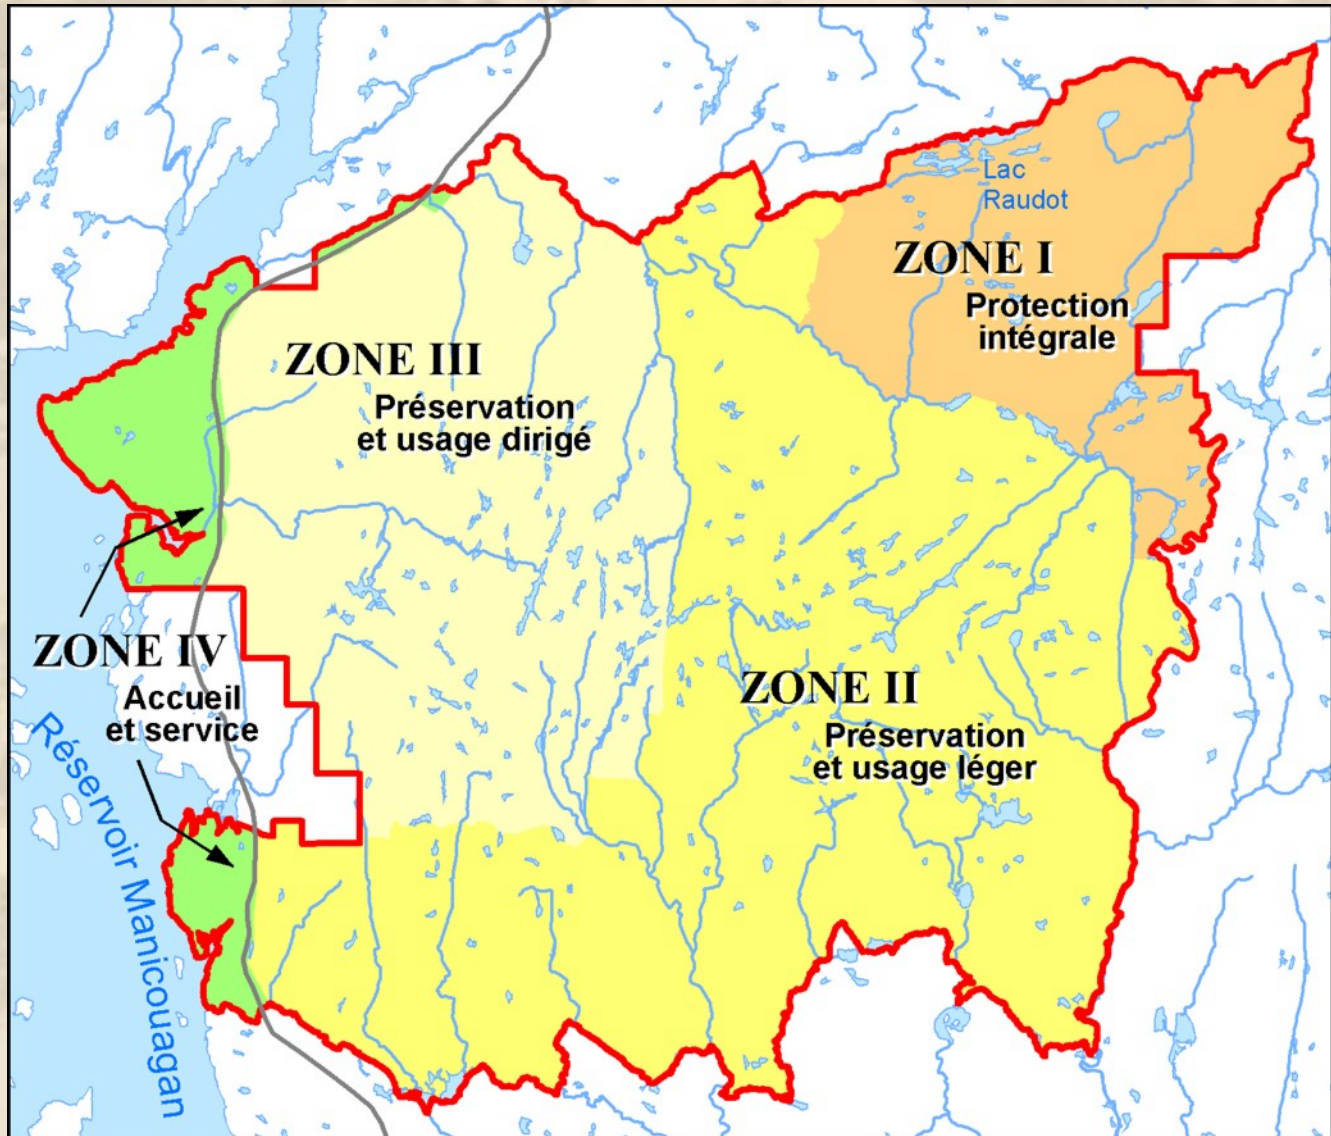 Lac
Raudot
ZONE I
Protection
intégrale
ZONE III
Préservation
et usage dirigé
ZONE IV
Accueil
et service
ZONE II
Préservation
et usage léger
Réservoir Manicouagan